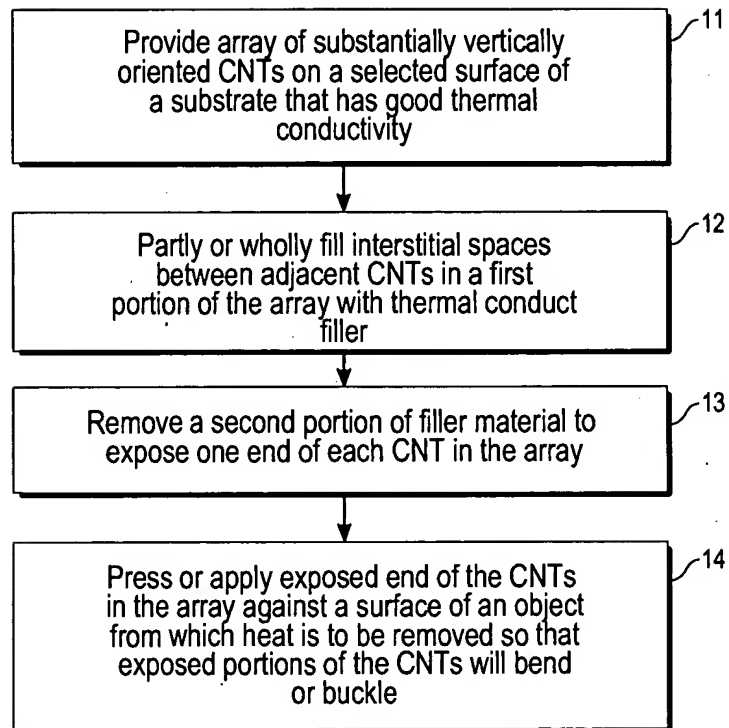 11
Provide array of substantially vertically
oriented CNTs on a selected surface of
a substrate that has good thermal
conductivity
12
Partly or wholly fill interstitial spaces
between adjacent CNTs in a first
portion of the array with thermal conduct
filler
13
Remove a second portion of filler material to
expose one end of each CNT in the array
14
Press or apply exposed end of the CNTs
in the array against a surface of an object
from which heat is to be removed so that
exposed portions of the CNTs will bend
or buckle